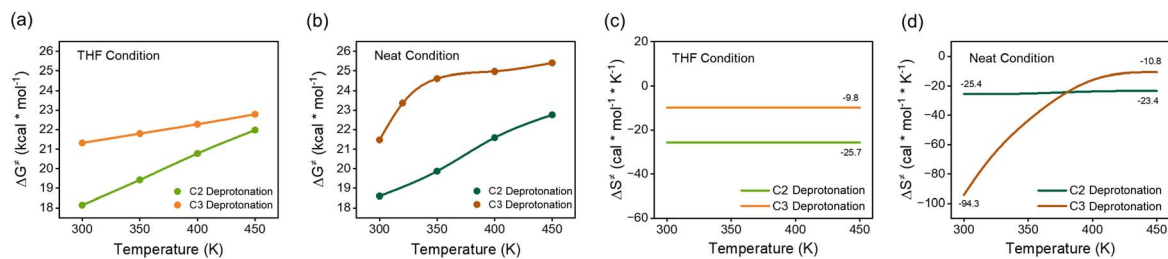 (a)
THF Condition
26
25
24
23
22
21
20
19
18
ΔG≠ (kcal * mol⁻¹)
C2 Deprotonation
C3 Deprotonation
300 350 400 450
Temperature (K)
(b)
Neat Condition
26
25
24
23
22
21
20
19
18
ΔG≠ (kcal * mol⁻¹)
C2 Deprotonation
C3 Deprotonation
300 350 400 450
Temperature (K)
(c)
THF Condition
20
0
−20
−40
−60
ΔS≠ (cal * mol⁻¹ * K⁻¹)
-9.8
-25.7
C2 Deprotonation
C3 Deprotonation
300 350 400 450
Temperature (K)
(d)
Neat Condition
0
−20
−40
−60
−80
−100
ΔS≠ (cal * mol⁻¹ * K⁻¹)
-10.8
-25.4
-23.4
-94.3
C2 Deprotonation
C3 Deprotonation
300 350 400 450
Temperature (K)